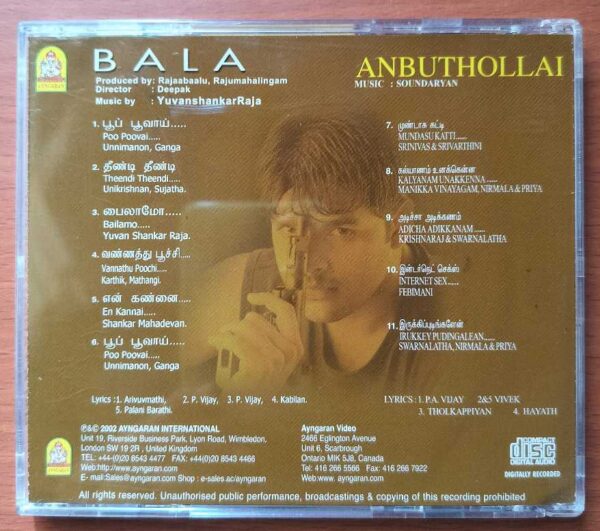 BALA
Produced by: Rajaabaalu, Rajumahalingam
Director : Deepak
Music by : YuvanshankarRaja
1. பூப் பூவாய்.....
Poo Poovai.....
Unnimanon, Ganga
2. தீண்டி தீண்டி
Theendi Theendi.....
Unikrishnan, Sujatha.
3. பைலாமோ..
Bailamo.....
Yuvan Shankar Raja.
4. வண்ணத்து பூச்சி....
Vannathu Poochi.....
Karthik, Mathangi.
5. என் கண்னை.....
En Kannai.....
Shankar Mahadevan.
6. பூப் பூவாய்.....
Poo Poovai.....
Unnimanon, Ganga
Lyrics :1. Arivuvmathi, 2. P. Vijay, 3. P. Vijay, 4. Kabilan.
5. Palani Barathi.
ANBUTHOLLAI
MUSIC : SOUNDARYAN
7. முண்டாசு கட்டி
MUNDASU KATTI.....
SRINIVAS & SRIVARTHINI
8. கல்யாணம் உனக்கென்ன
KALYANAM UNAKKENNA.....
MANIKKA VINAYAGAM, NIRMALA & PRIYA
9. அடிச்சா அடிக்கணம்
ADICHA ADIKKANAM......
KRISHNARAJ & SWARNALATHA
10. இன்டர்நெட் செக்ஸ்
INTERNET SEX......
FEBIMANI
11. இருக்கிப்புடிங்களேன்
IRUKKEY PUDINGALEAN......
SWARNALATHA, NIRMALA & PRIYA
LYRICS : 1. P.A. VIJAY 2&5 VIVEK
3. THOLKAPPIYAN 4. HAYATH
AYNGARAN
P&© 2002 AYNGARAN INTERNATIONAL
Unit 19, Riverside Business Park, Lyon Road, Wimbledon,
London SW 19 2R , United Kingdom
TEL: +44-(0)20 8543 4477 FAX: +44(0)20 8543 4466
Web:http://www.ayngaran.com
E- mail:Sales@ayngaran.com Shop : e-sales.ac/ayngaran
Ayngaran Video
2466 Eglington Avenue
Unit 6, Scarbrough
Ontario MIK 5J8, Canada
Tel: 416 266 5566 Fax: 416 266 7922
Web:www.ayngaran.com
COMPACT
disc
DIGITAL AUDIO
DIGITALLY RECORDED
All rights reserved. Unauthorised public performance, broadcastings & copying of this recording prohibited